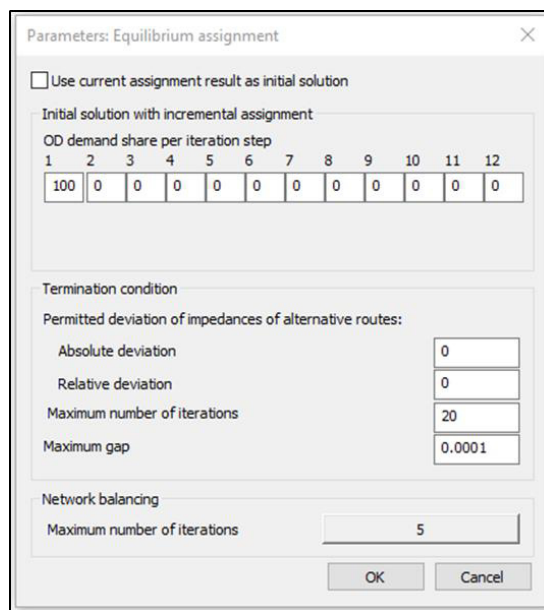 Parameters: Equilibrium assignment
Use current assignment result as initial solution
Initial solution with incremental assignment
OD demand share per iteration step
1 2 3 4 5 6 7 8 9 10 11 12
100 0 0 0 0 0 0 0 0 0 0 0
Termination condition
Permitted deviation of impedances of alternative routes:
Absolute deviation 0
Relative deviation 0
Maximum number of iterations 20
Maximum gap 0.0001
Network balancing
Maximum number of iterations 5
OK Cancel